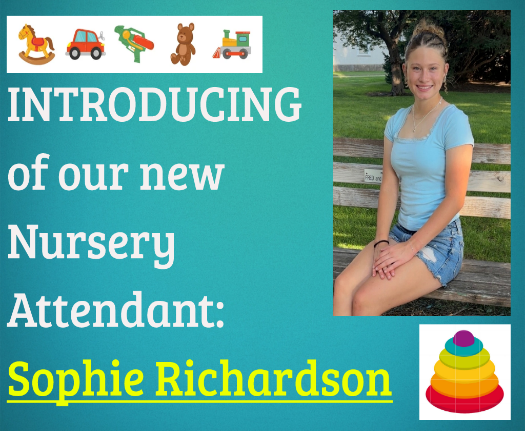 INTRODUCING
of our new
Nursery
Attendant:
Sophie Richardson